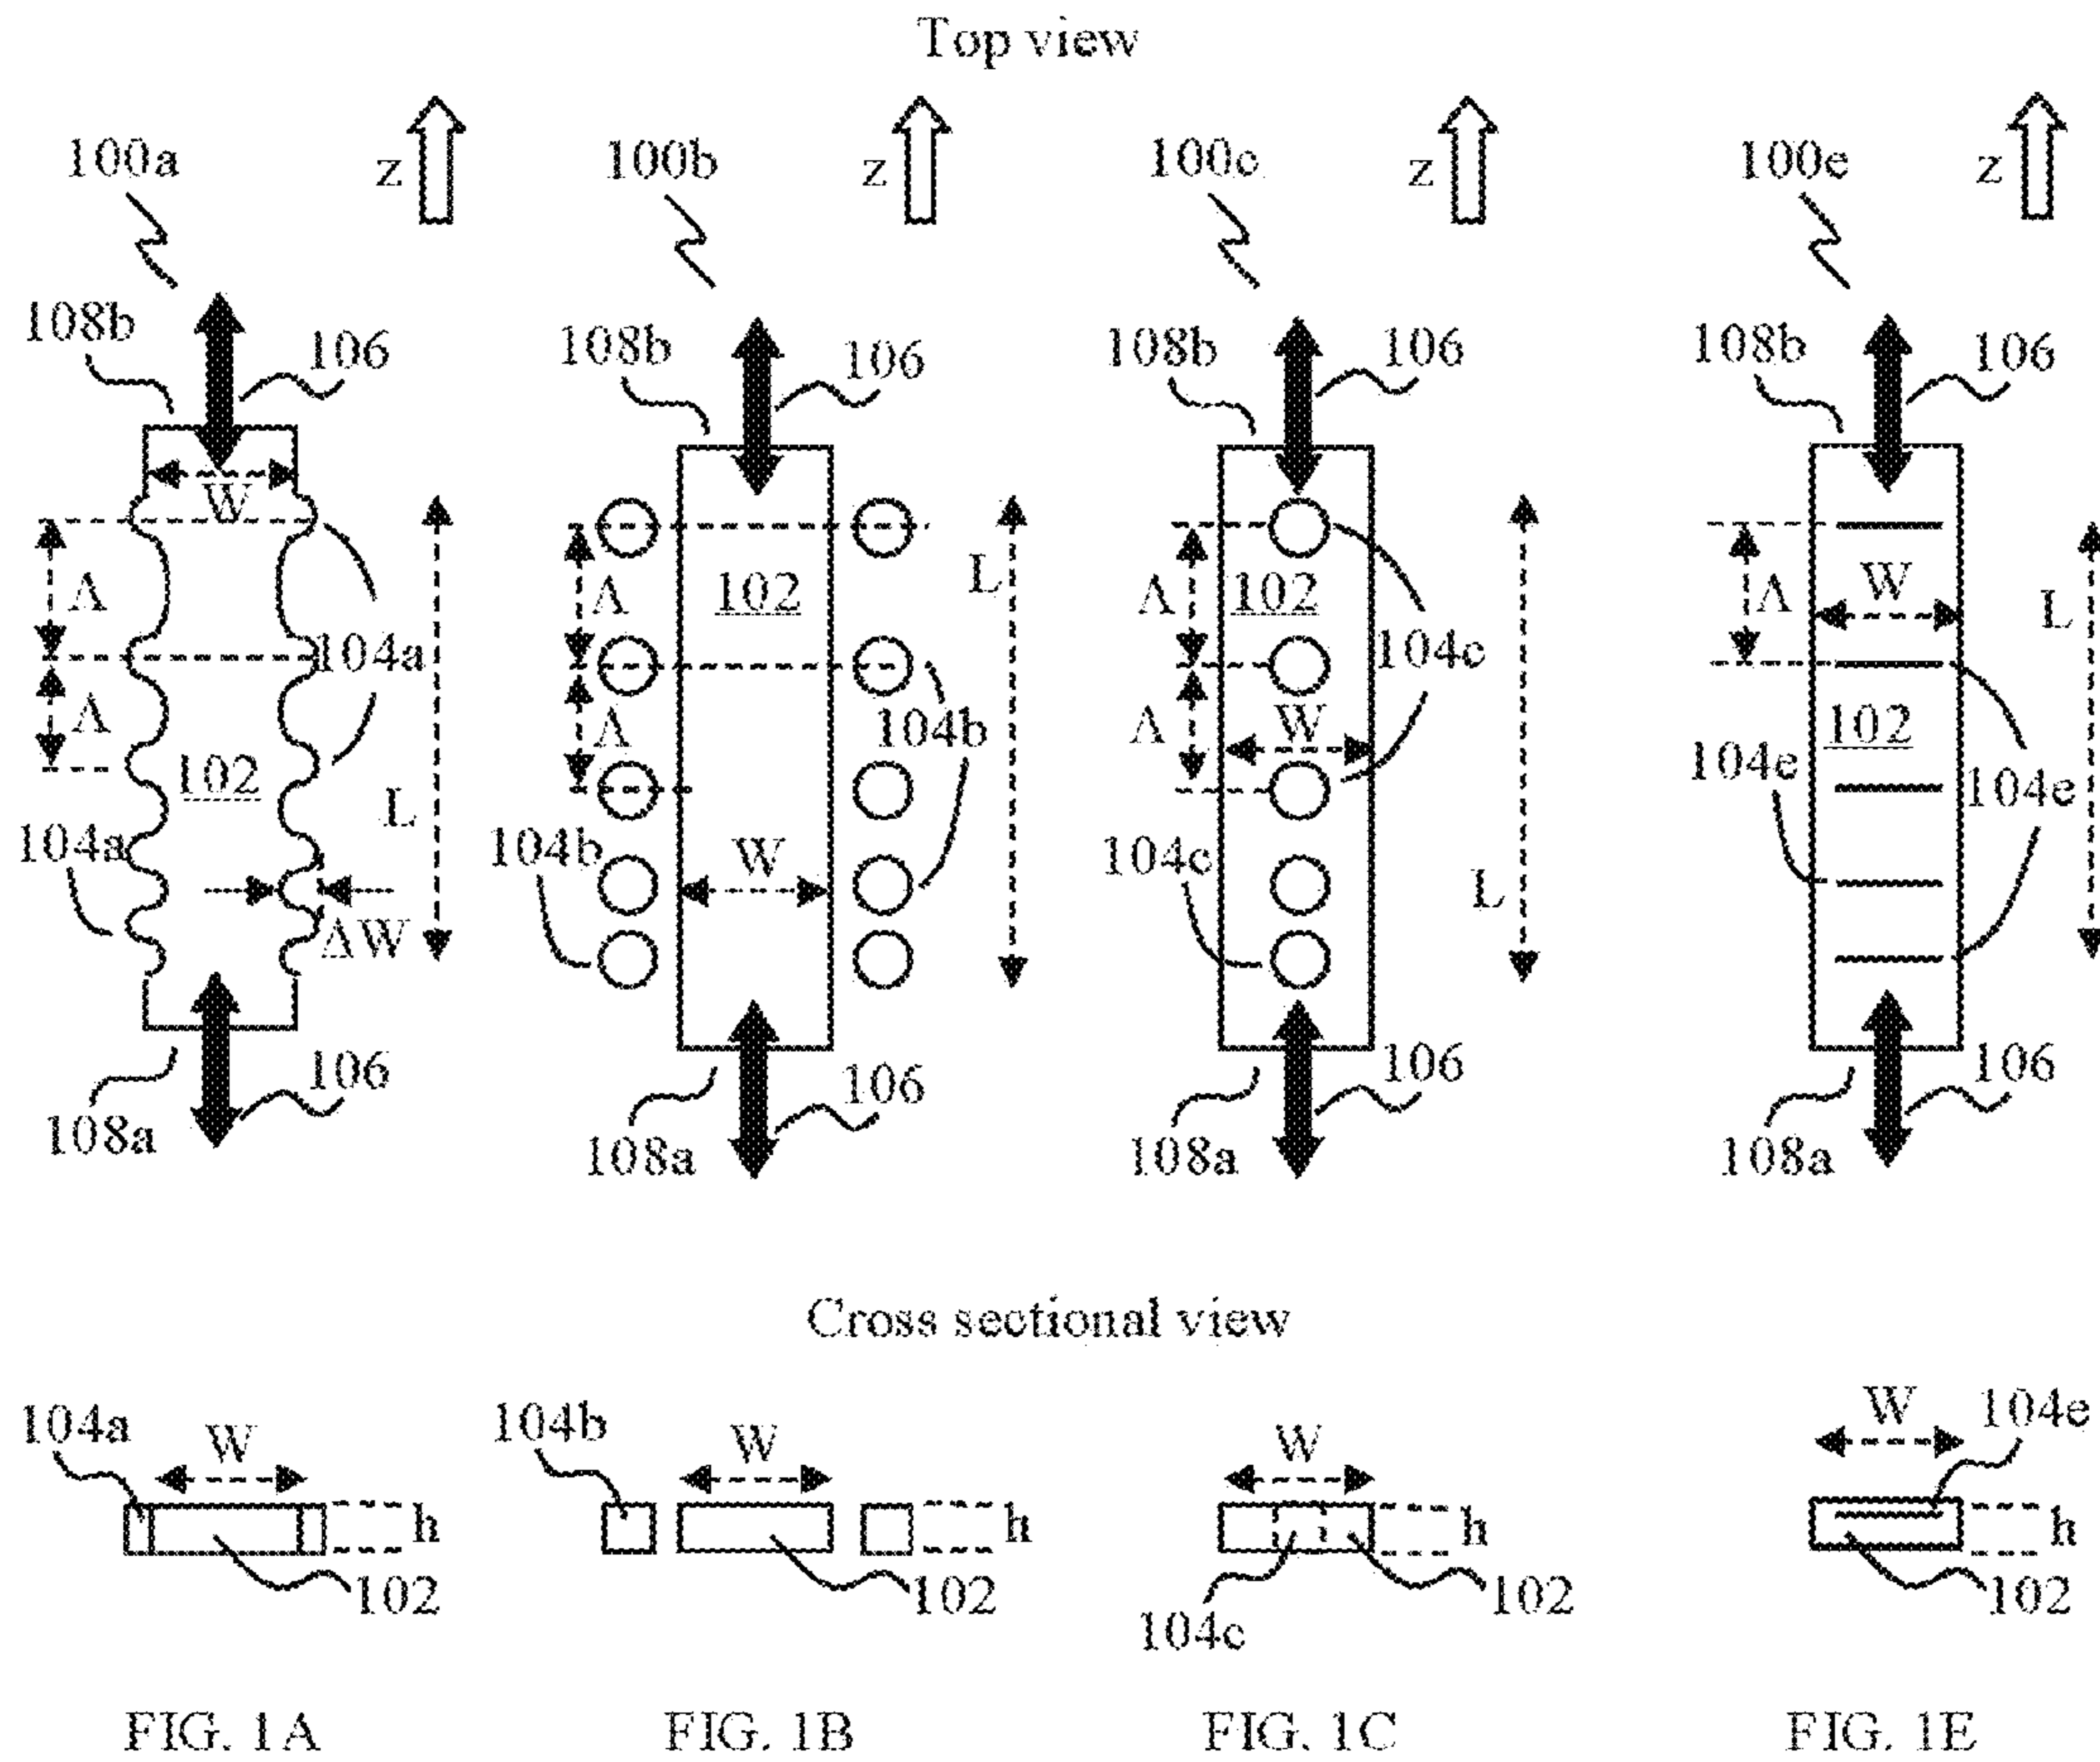 Top view
100a z 100b z 100c z 100e z
108b 106 108b 106 108b 106 108b 106
W
Λ 102 L Λ 102 Λ W L
104a 104c
Λ Λ 104b Λ W 102
102 L 104e 104e
104a 104b W 104c L
ΔW
106 106 106 106
108a 108a 108a 108a
Cross sectional view
104a W 104b W W W 104e
h h h h
102 102 104c 102 102
FIG. 1A FIG. 1B FIG. 1C FIG. 1E